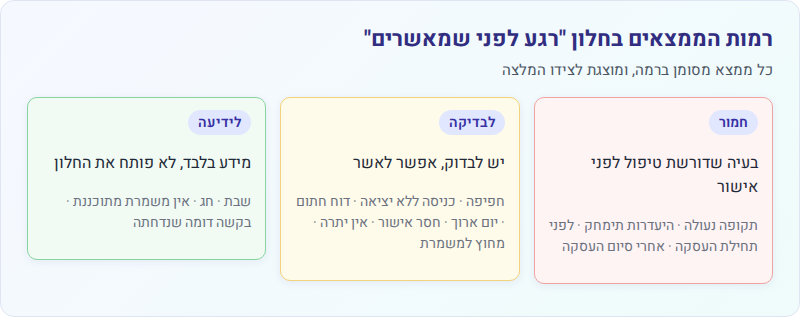 רמות הממצאים בחלון "רגע לפני שמאשרים"
כל ממצא מסומן ברמה, ומוצגת לצידו המלצה
חמור
בעיה שדורשת טיפול לפני
אישור
תקופה נעולה · היעדרות תימחק · לפני
תחילת העסקה · אחרי סיום העסקה
לבדיקה
יש לבדוק, אפשר לאשר
חפיפה · כניסה ללא יציאה · דוח חתום
· יום ארוך · חסר אישור · אין יתרה ·
מחוץ למשמרת
לידיעה
מידע בלבד, לא פותח את החלון
שבת · חג · אין משמרת מתוכננת ·
בקשה דומה שנדחתה